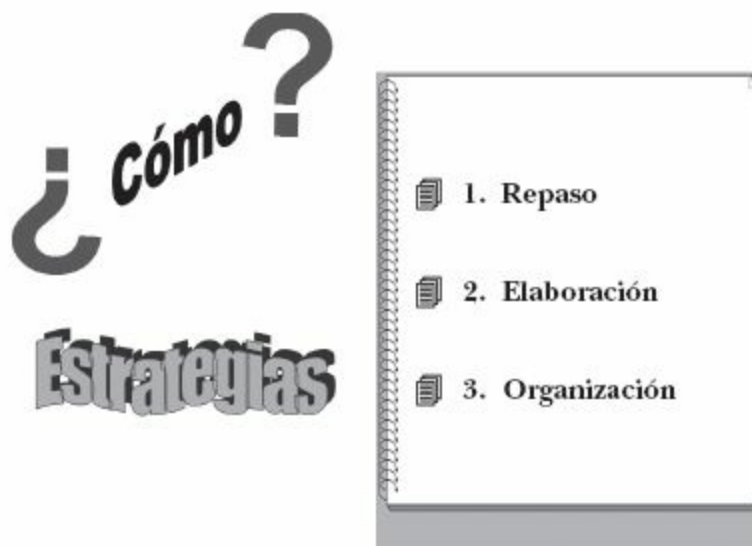 ¿Cómo?
Estrategias
1. Repaso
2. Elaboración
3. Organización